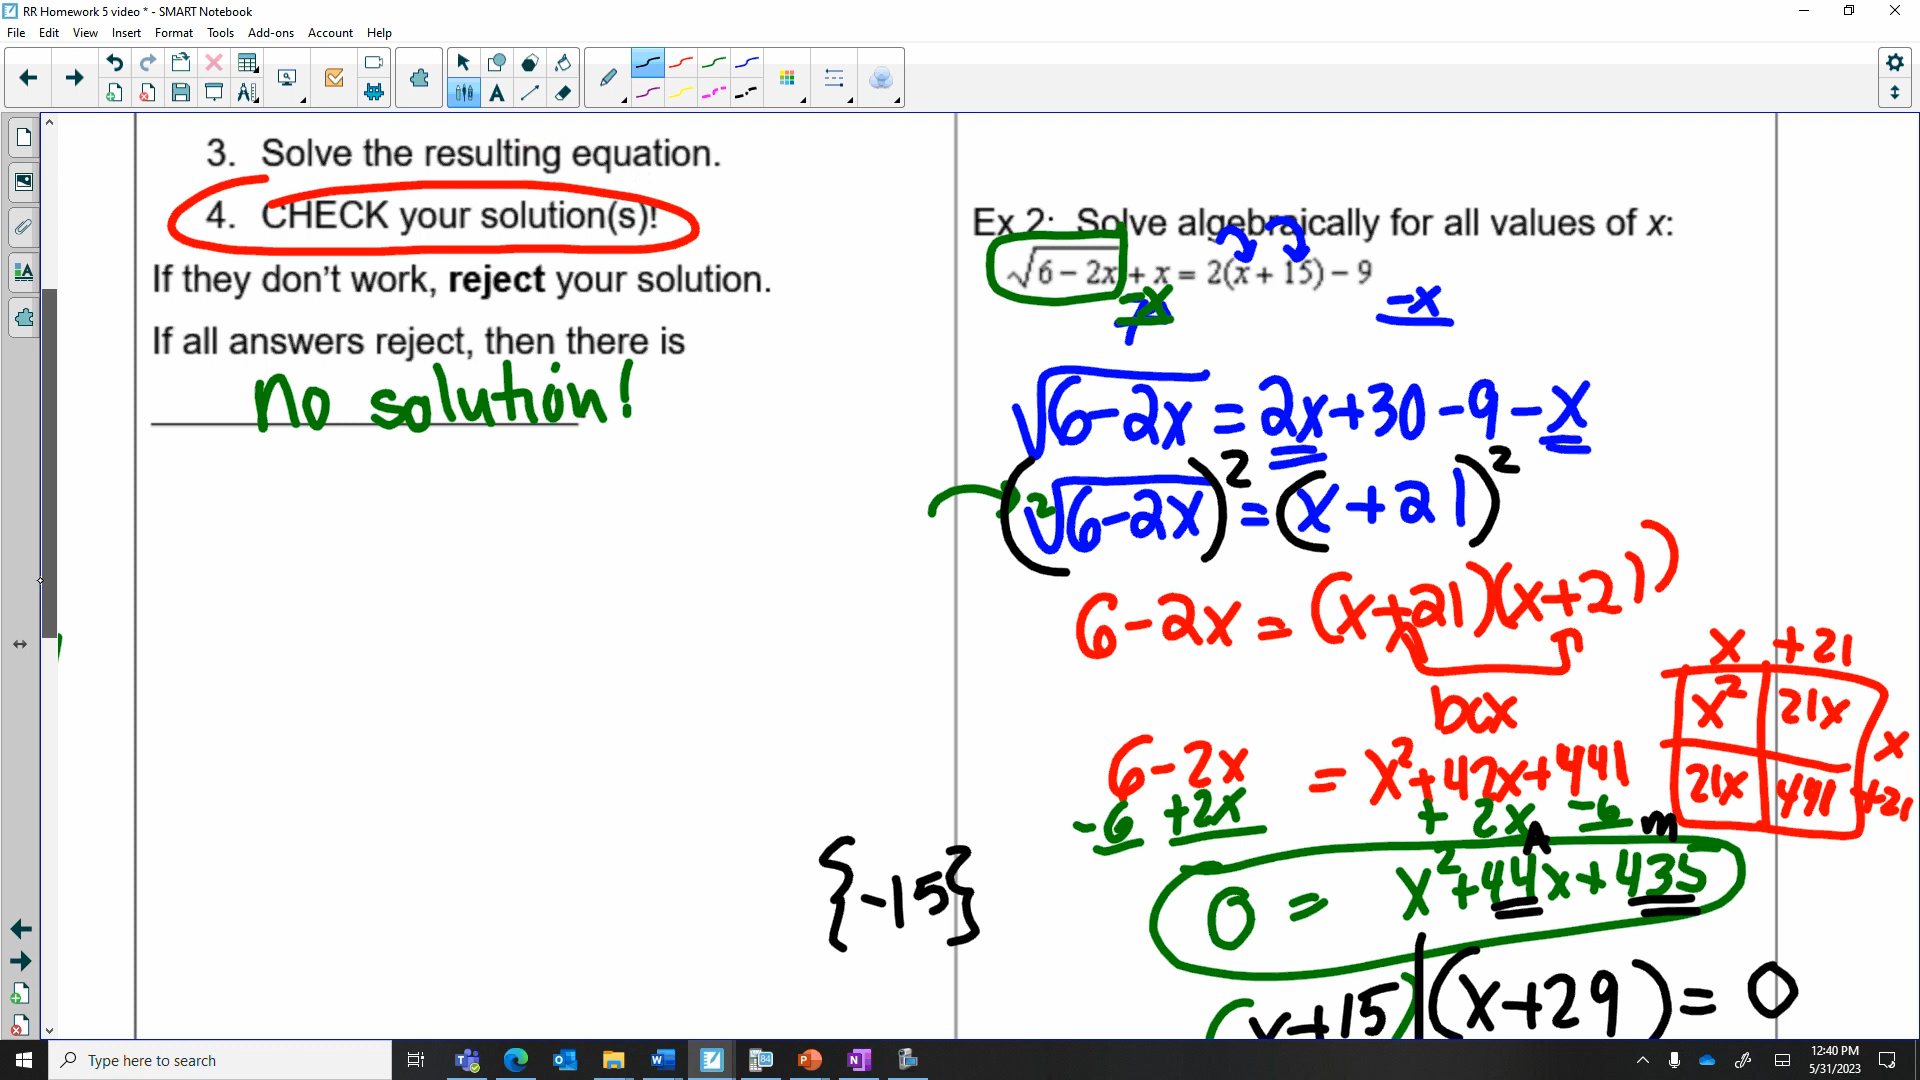 RR Homework 5 video * - SMART Notebook
File Edit View Insert Format Tools Add-ons Account Help
3. Solve the resulting equation.
4. CHECK your solution(s)!
If they don't work, reject your solution.
If all answers reject, then there is
no solution!
Ex 2: Solve algebraically for all values of x:
√6 − 2x + x = 2(x + 15) − 9
-x -x
√6-2x = 2x+30-9-x
(²√6-2x)² = (x+21)²
6-2x = (x+21)(x+21)
box
x +21
x² 21x x
21x 441 +21
6-2x = x²+42x+441
-6 +2x + 2x -6
A m
0 = x²+44x+435
{-15}
(x+15)(x+29) = 0
Type here to search
12:40 PM
5/31/2023